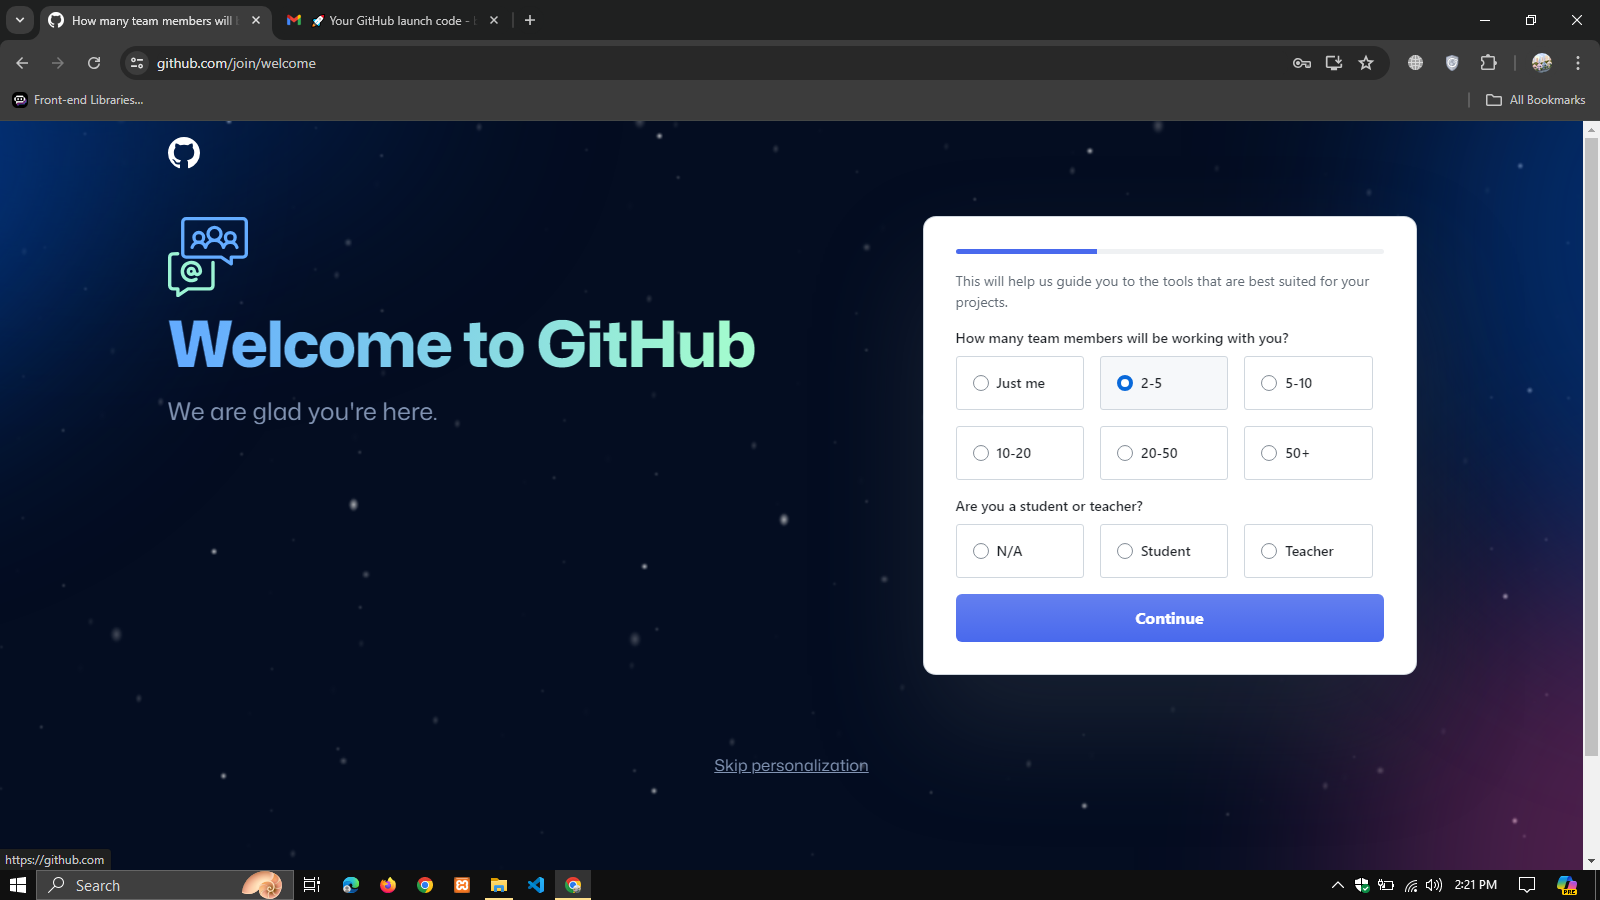 How many team members will
Your GitHub launch code -
github.com/join/welcome
Front-end Libraries...
All Bookmarks
@
Welcome to GitHub
We are glad you're here.
This will help us guide you to the tools that are best suited for your
projects.
How many team members will be working with you?
Just me
2-5
5-10
10-20
20-50
50+
Are you a student or teacher?
N/A
Student
Teacher
Continue
Skip personalization
https://github.com
Search
2:21 PM
PRE